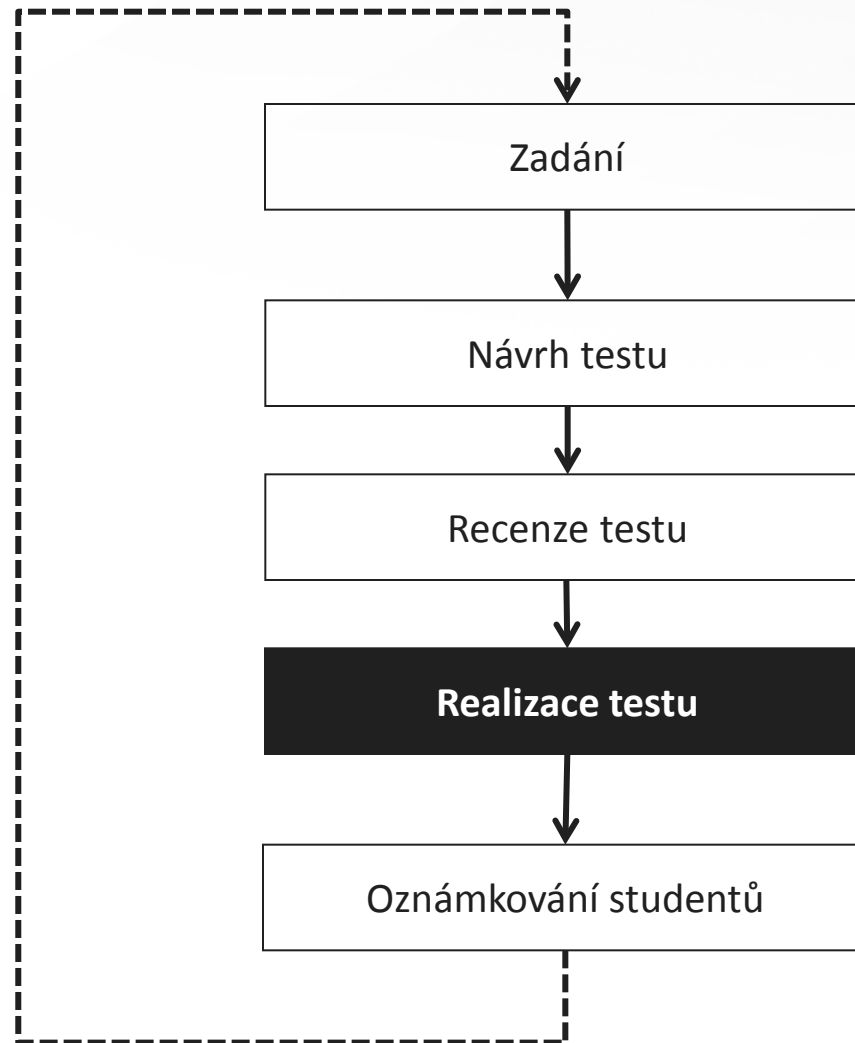 Zadání
Návrh testu
Recenze testu
Realizace testu
Oznámkování studentů